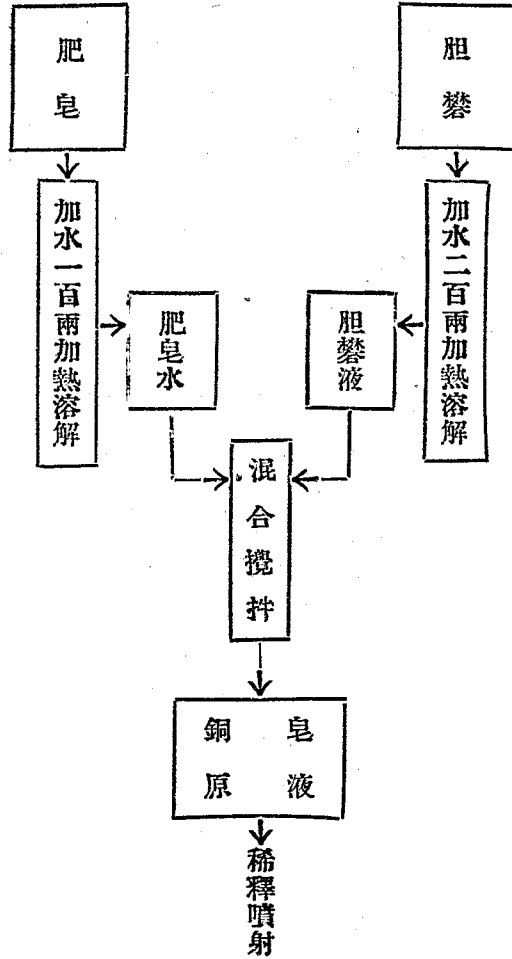 胆礬
加水二百兩加熱溶解
胆礬液
肥皂
加水一百兩加熱溶解
肥皂水
混合攪拌
銅皂
原液
稀釋噴射